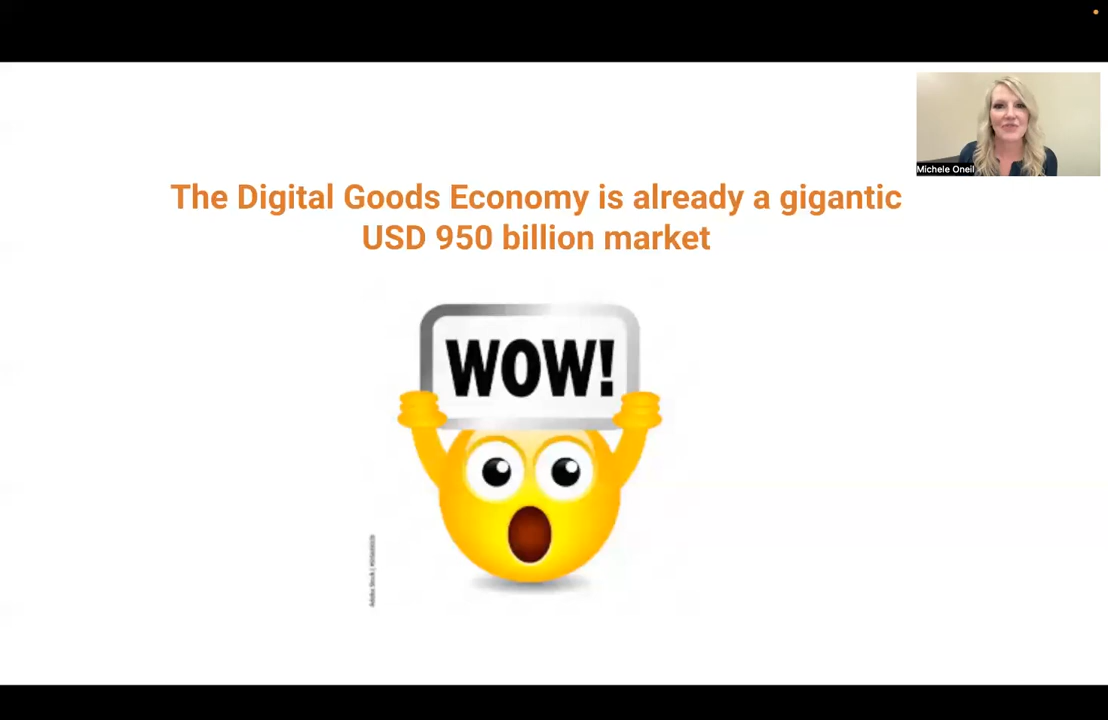 Michele Oneil
The Digital Goods Economy is already a gigantic
USD 950 billion market
WOW!